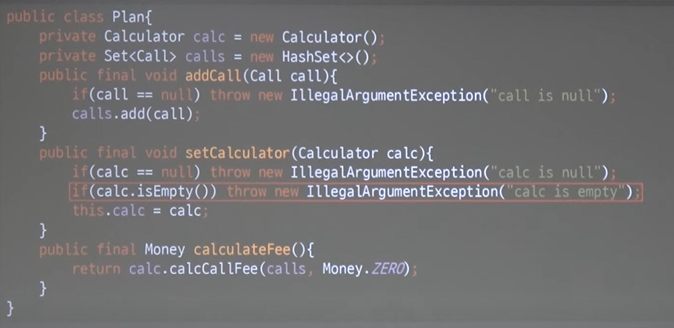 public class Plan{
private Calculator calc = new Calculator();
private Set<Call> calls = new HashSet<>();
public final void addCall(Call call){
if(call == null) throw new IllegalArgumentException("call is null");
calls.add(call);
}
public final void setCalculator(Calculator calc){
if(calc == null) throw new IllegalArgumentException("calc is null");
if(calc.isEmpty()) throw new IllegalArgumentException("calc is empty");
this.calc = calc;
}
public final Money calculateFee(){
return calc.calcCallFee(calls, Money.ZERO);
}
}